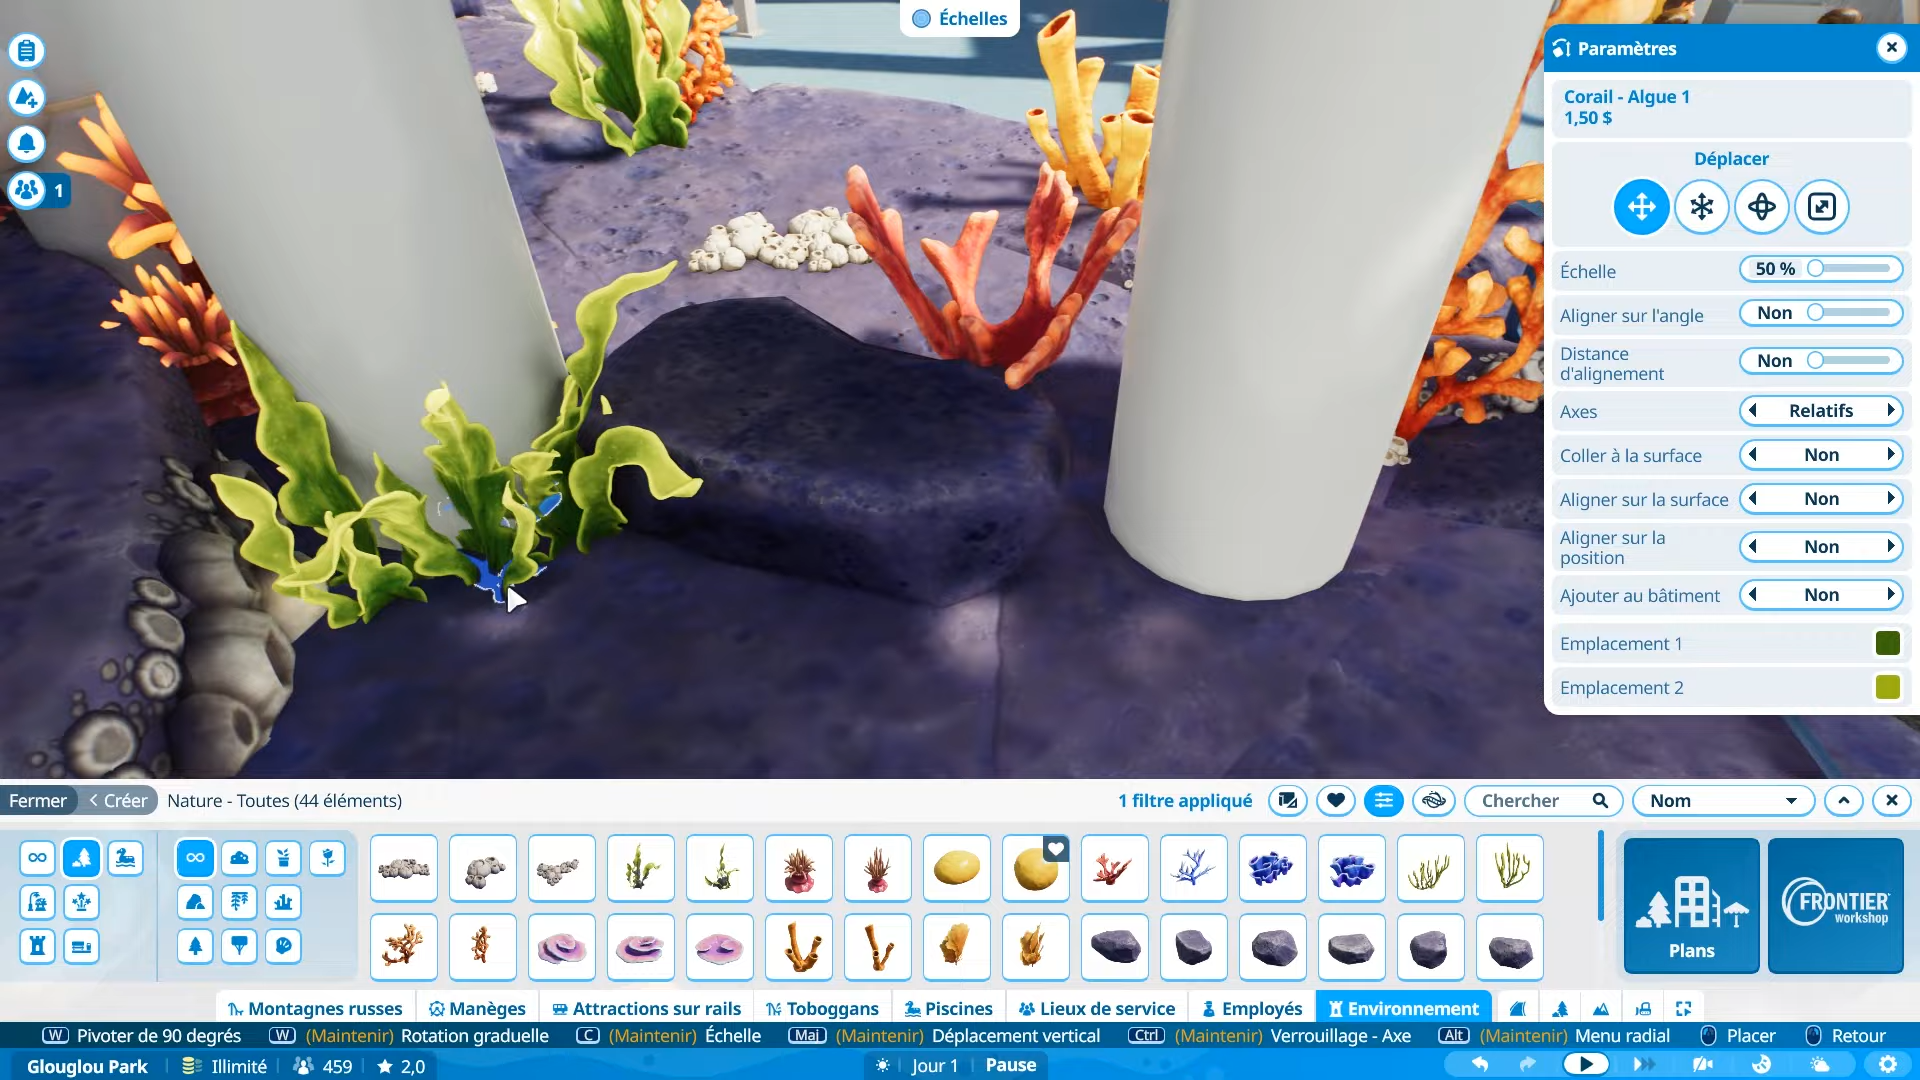 Échelles
1
Paramètres
Corail - Algue 1
1,50 $
Déplacer
Échelle
50 %
Aligner sur l'angle
Non
Distance d'alignement
Non
Axes
Relatifs
Coller à la surface
Non
Aligner sur la surface
Non
Aligner sur la position
Non
Ajouter au bâtiment
Non
Emplacement 1
Emplacement 2
Fermer
Créer
Nature - Toutes (44 éléments)
1 filtre appliqué
Chercher
Nom
Plans
FRONTIER
workshop
Montagnes russes
Manèges
Attractions sur rails
Toboggans
Piscines
Lieux de service
Employés
Environnement
W Pivoter de 90 degrés
W (Maintenir) Rotation graduelle
C (Maintenir) Échelle
Maj (Maintenir) Déplacement vertical
Ctrl (Maintenir) Verrouillage - Axe
Alt (Maintenir) Menu radial
Placer
Retour
Glouglou Park
Illimité
459
2,0
Jour 1
Pause